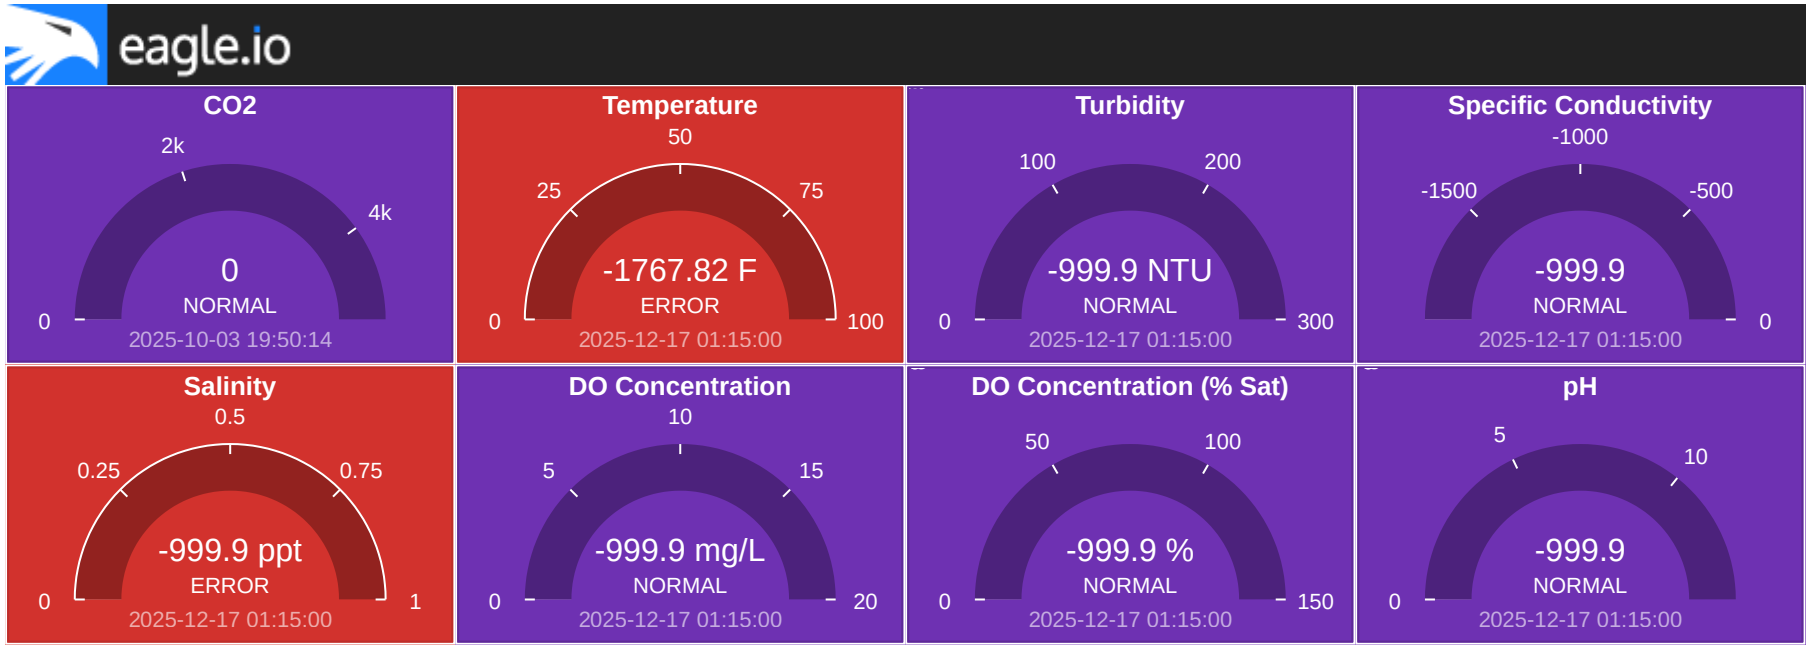 eagle.io
CO2
2k
4k
0
NORMAL
0
2025-10-03 19:50:14
Temperature
50
25
75
-1767.82 F
ERROR
0
100
2025-12-17 01:15:00
Turbidity
100
200
-999.9 NTU
NORMAL
0
300
2025-12-17 01:15:00
Specific Conductivity
-1000
-1500
-500
-999.9
NORMAL
0
2025-12-17 01:15:00
Salinity
0.5
0.25
0.75
-999.9 ppt
ERROR
0
1
2025-12-17 01:15:00
DO Concentration
10
5
15
-999.9 mg/L
NORMAL
0
20
2025-12-17 01:15:00
DO Concentration (% Sat)
50
100
-999.9 %
NORMAL
0
150
2025-12-17 01:15:00
pH
5
10
-999.9
NORMAL
0
2025-12-17 01:15:00